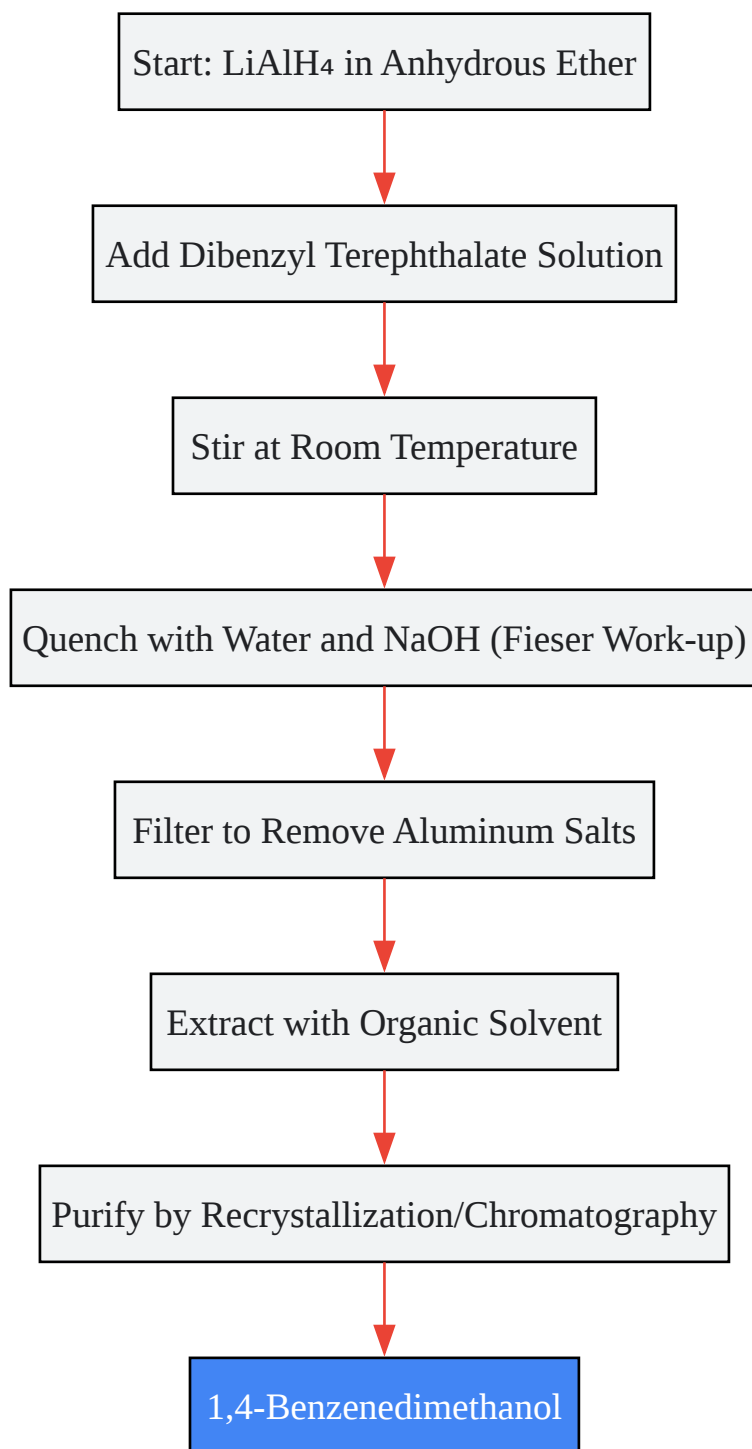 Start: LiAlH₄ in Anhydrous Ether
Add Dibenzyl Terephthalate Solution
Stir at Room Temperature
Quench with Water and NaOH (Fieser Work-up)
Filter to Remove Aluminum Salts
Extract with Organic Solvent
Purify by Recrystallization/Chromatography
1,4-Benzenedimethanol